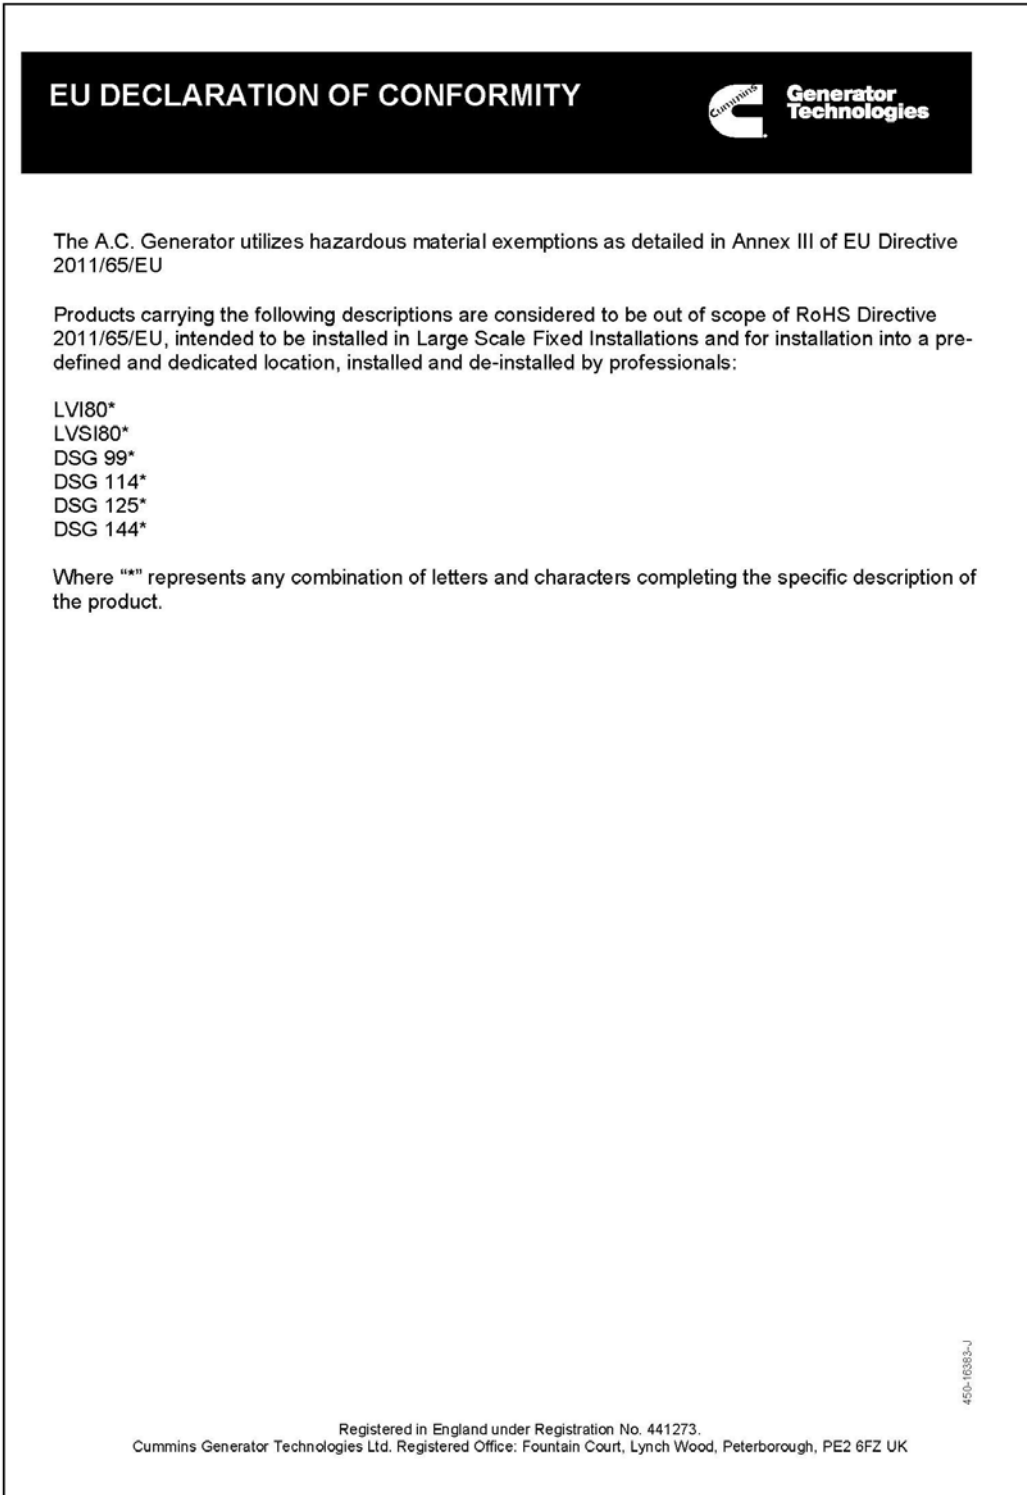 EU DECLARATION OF CONFORMITY
Cummins
Generator
Technologies
The A.C. Generator utilizes hazardous material exemptions as detailed in Annex III of EU Directive
2011/65/EU
Products carrying the following descriptions are considered to be out of scope of RoHS Directive
2011/65/EU, intended to be installed in Large Scale Fixed Installations and for installation into a pre-
defined and dedicated location, installed and de-installed by professionals:
LVI80*
LVSI80*
DSG 99*
DSG 114*
DSG 125*
DSG 144*
Where “*” represents any combination of letters and characters completing the specific description of
the product.
450-16383-J
Registered in England under Registration No. 441273.
Cummins Generator Technologies Ltd. Registered Office: Fountain Court, Lynch Wood, Peterborough, PE2 6FZ UK